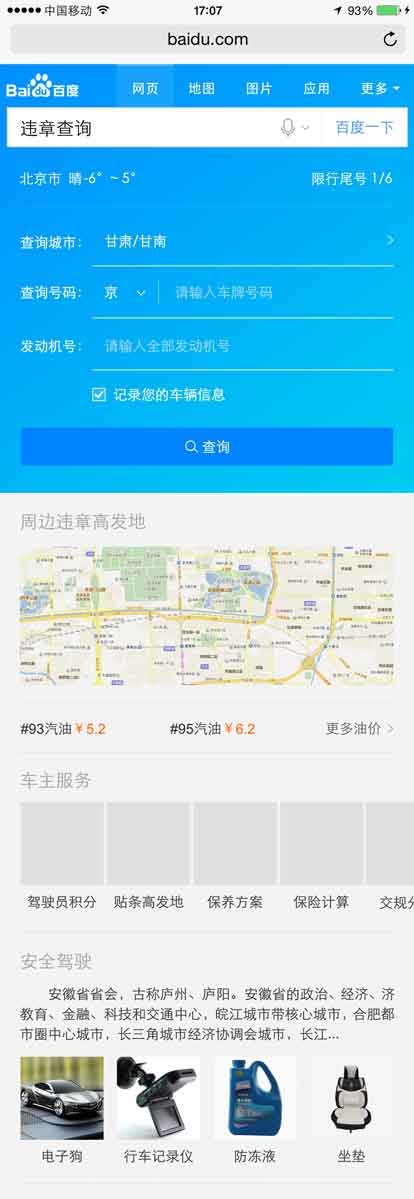 中国移动 17:07 93%
baidu.com
Bai du 百度 网页 地图 图片 应用 更多
违章查询 百度一下
北京市 晴-6° ~ 5° 限行尾号 1/6
查询城市： 甘肃/甘南
查询号码： 京 请输入车牌号码
发动机号： 请输入全部发动机号
记录您的车辆信息
查询
周边违章高发地
#93汽油 ¥ 5.2 #95汽油 ¥ 6.2 更多油价
车主服务
驾驶员积分 贴条高发地 保养方案 保险计算 交规
安全驾驶
安徽省省会，古称庐州、庐阳。安徽省的政治、经济、济
教育、金融、科技和交通中心，皖江城市带核心城市，合肥都
市圈中心城市，长三角城市经济协调会城市，长江...
电子狗 行车记录仪 防冻液 坐垫